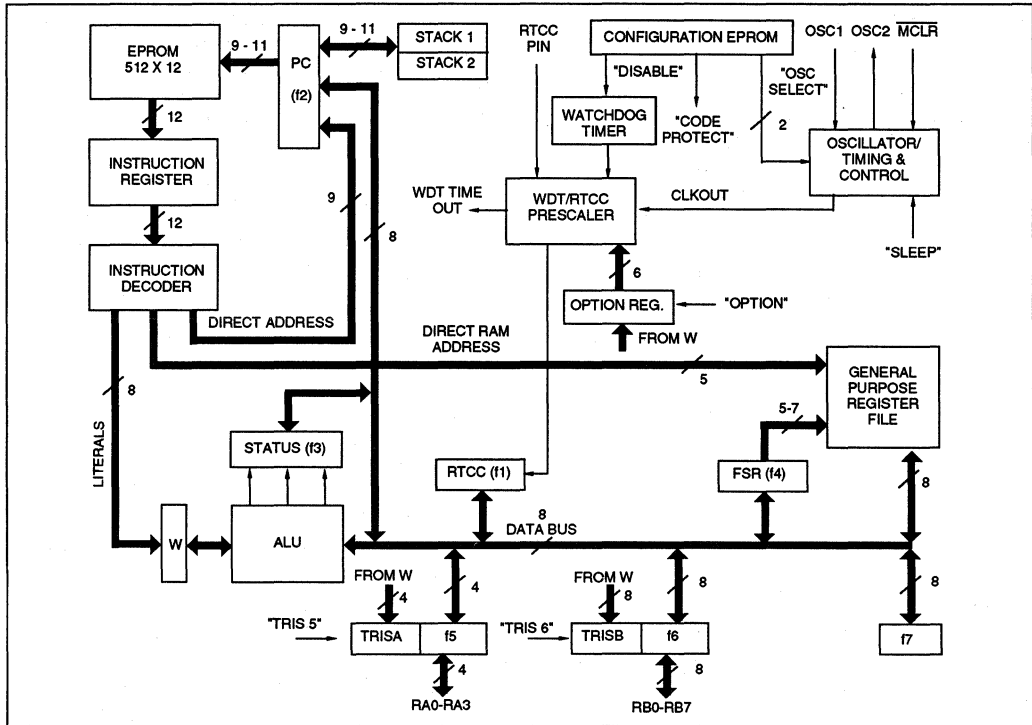 9 - 11
9 - 11
EPROM
512 X 12
PC
(f2)
STACK 1
STACK 2
RTCC
PIN
CONFIGURATION EPROM
OSC1
OSC2
MCLR
"DISABLE"
"OSC
SELECT"
WATCHDOG
TIMER
"CODE
PROTECT"
2
OSCILLATOR/
TIMING &
CONTROL
12
INSTRUCTION
REGISTER
9
WDT TIME
OUT
WDT/RTCC
PRESCALER
CLKOUT
12
8
"SLEEP"
INSTRUCTION
DECODER
6
OPTION REG.
"OPTION"
DIRECT ADDRESS
DIRECT RAM
ADDRESS
FROM W
5
8
LITERALS
GENERAL
PURPOSE
REGISTER
FILE
5-7
STATUS (f3)
RTCC (f1)
FSR (f4)
8
W
ALU
8
DATA BUS
FROM W
4
4
FROM W
8
8
8
"TRIS 5"
TRISA
f5
"TRIS 6"
TRISB
f6
f7
4
8
RA0-RA3
RB0-RB7